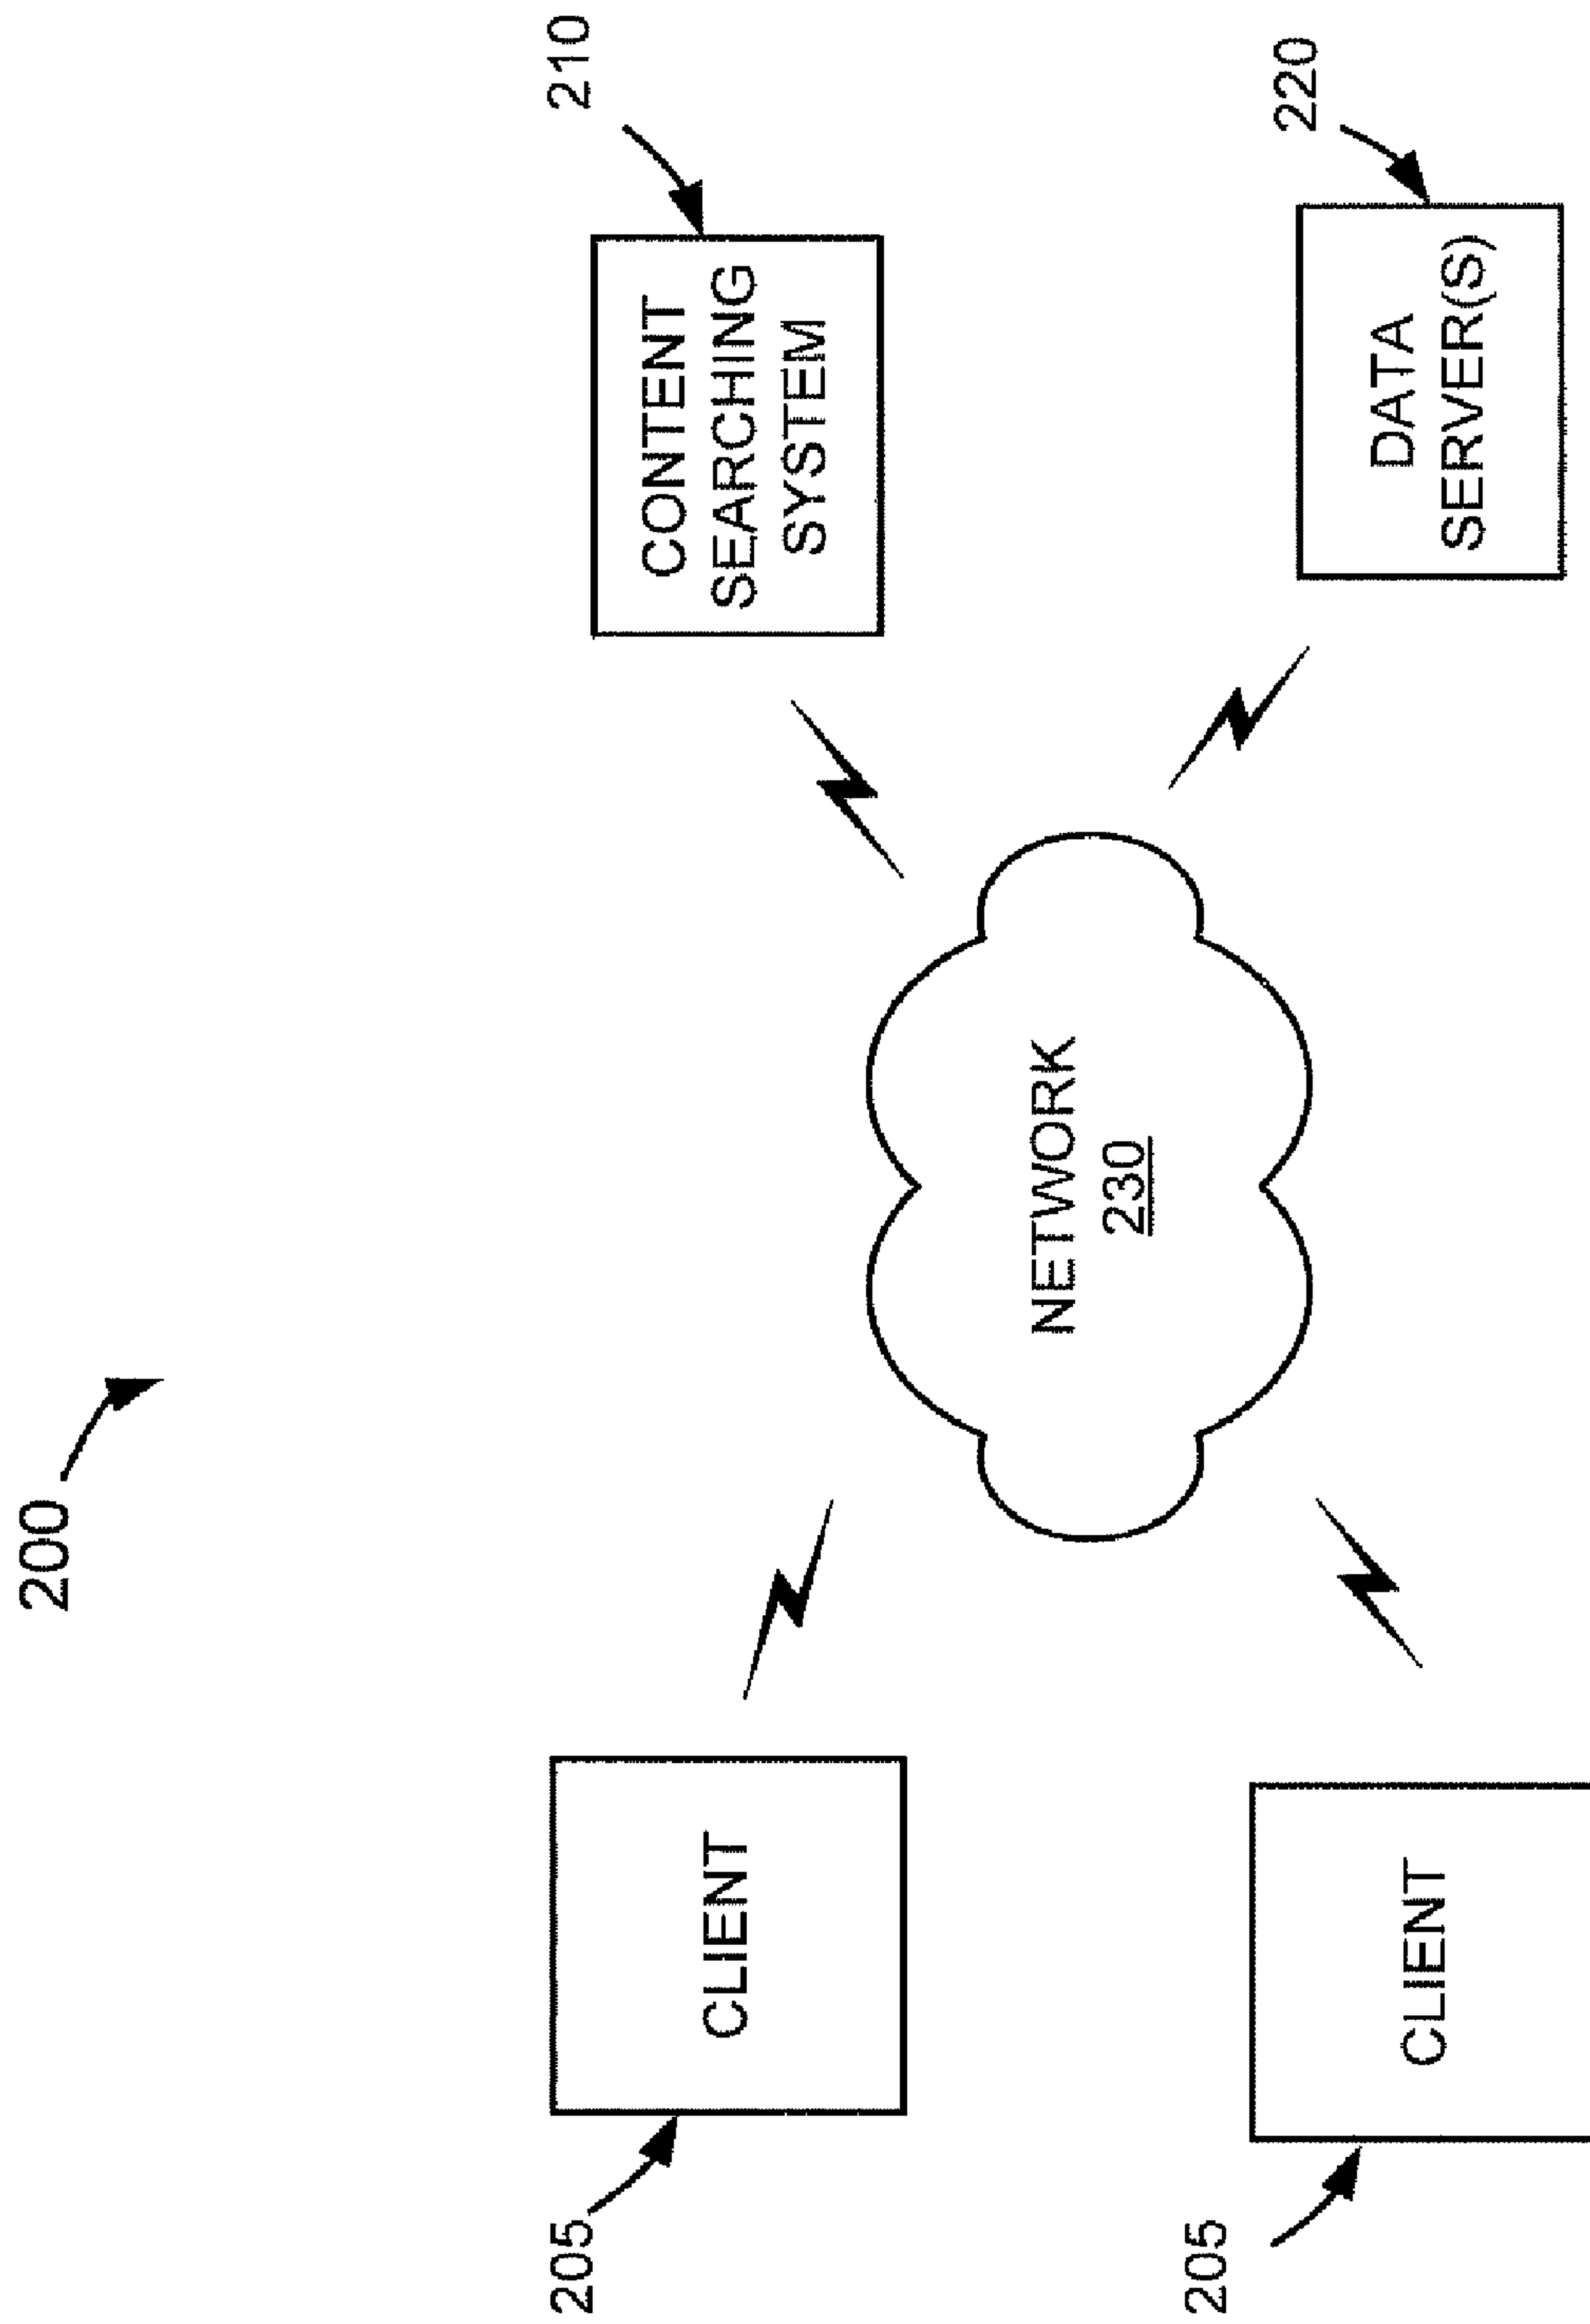 200
205
CLIENT
205
CLIENT
NETWORK
230
CONTENT
SEARCHING
SYSTEM
210
DATA
SERVER(S)
220